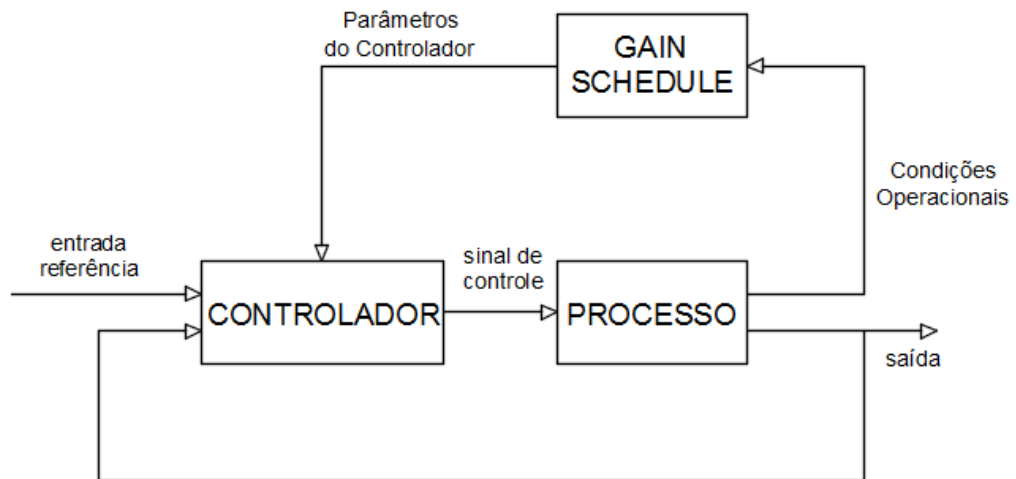 Parâmetros
do Controlador
GAIN
SCHEDULE
Condições
Operacionais
entrada
referência
sinal de
controle
CONTROLADOR
PROCESSO
saída